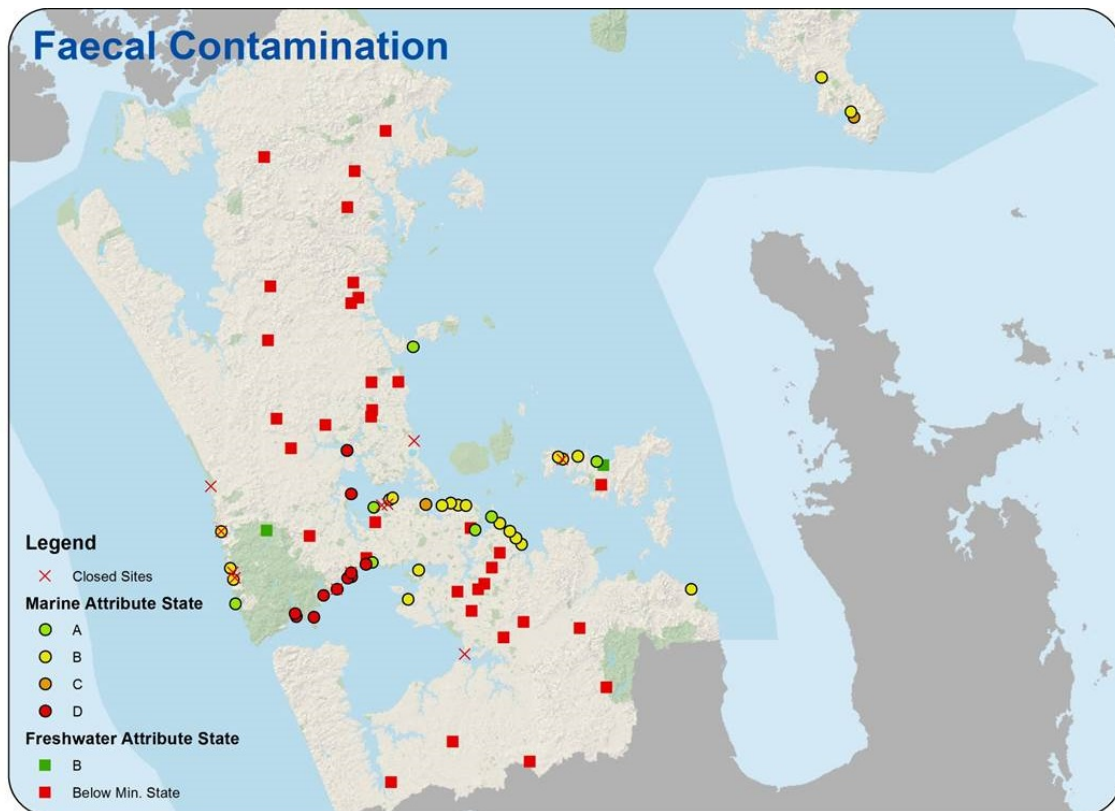 Faecal Contamination
Legend
Closed Sites
Marine Attribute State
A
B
C
D
Freshwater Attribute State
B
Below Min. State